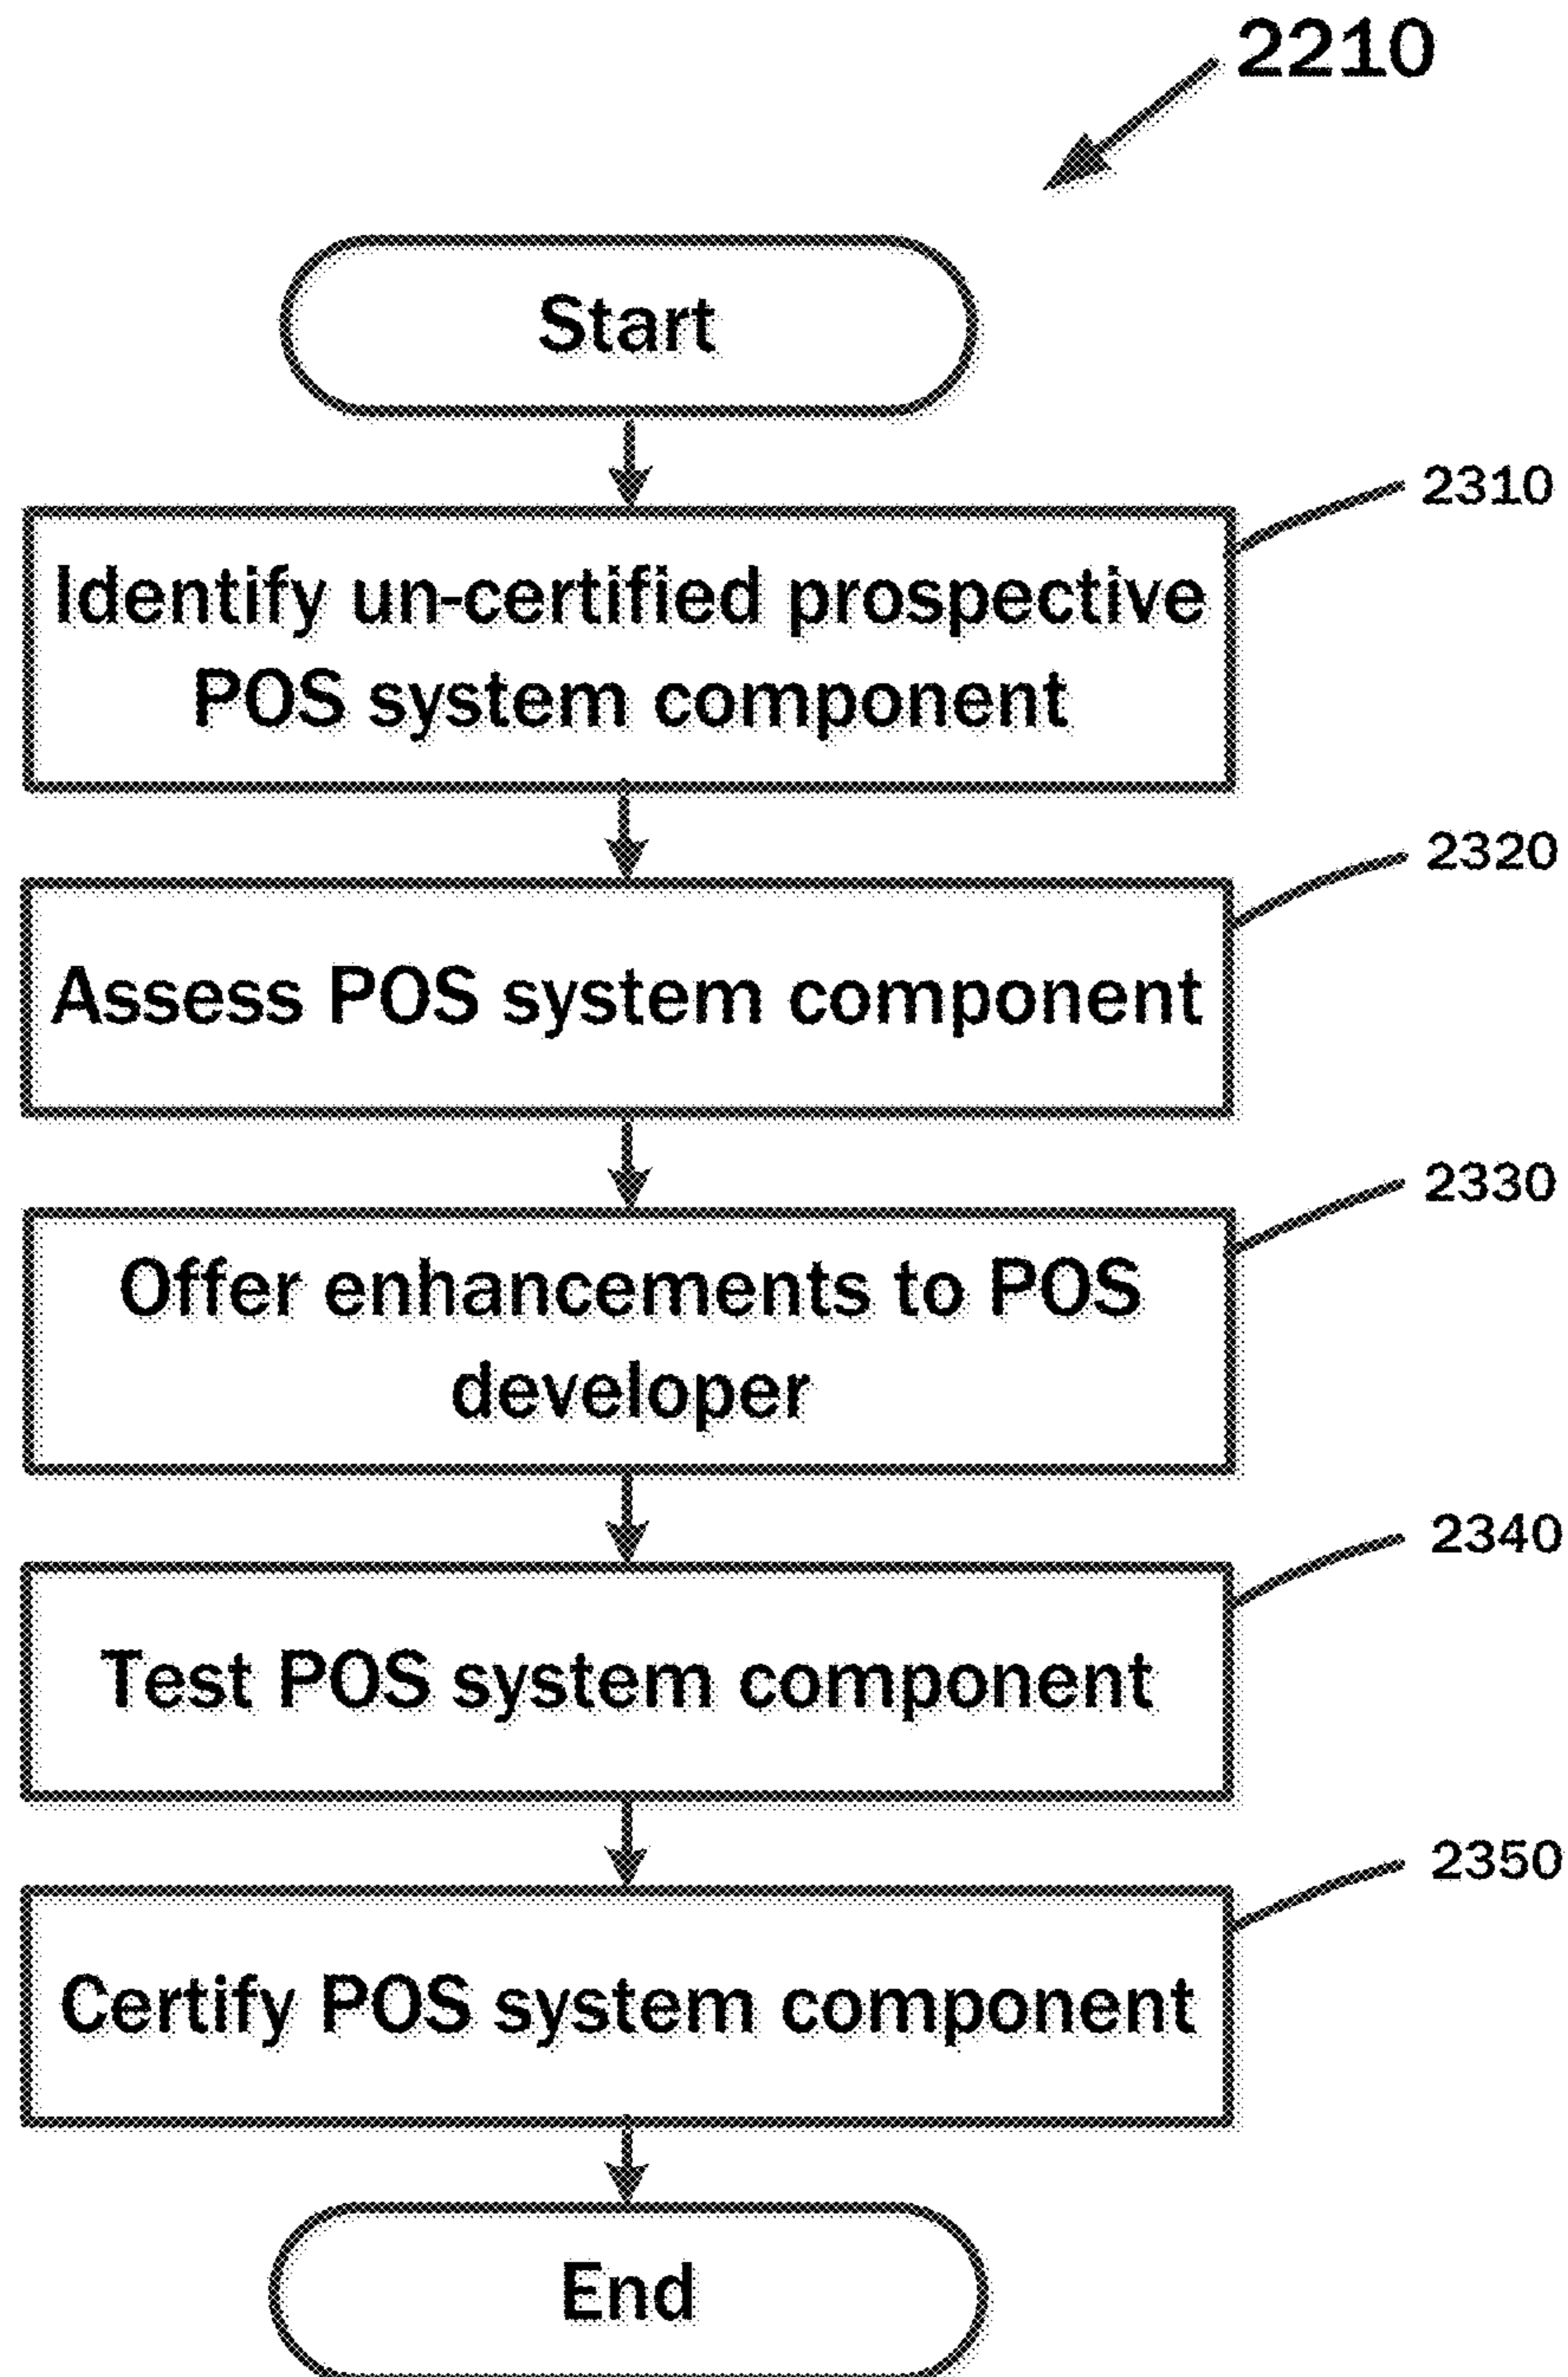 2210
Start
2310
Identify un-certified prospective
POS system component
2320
Assess POS system component
2330
Offer enhancements to POS
developer
2340
Test POS system component
2350
Certify POS system component
End